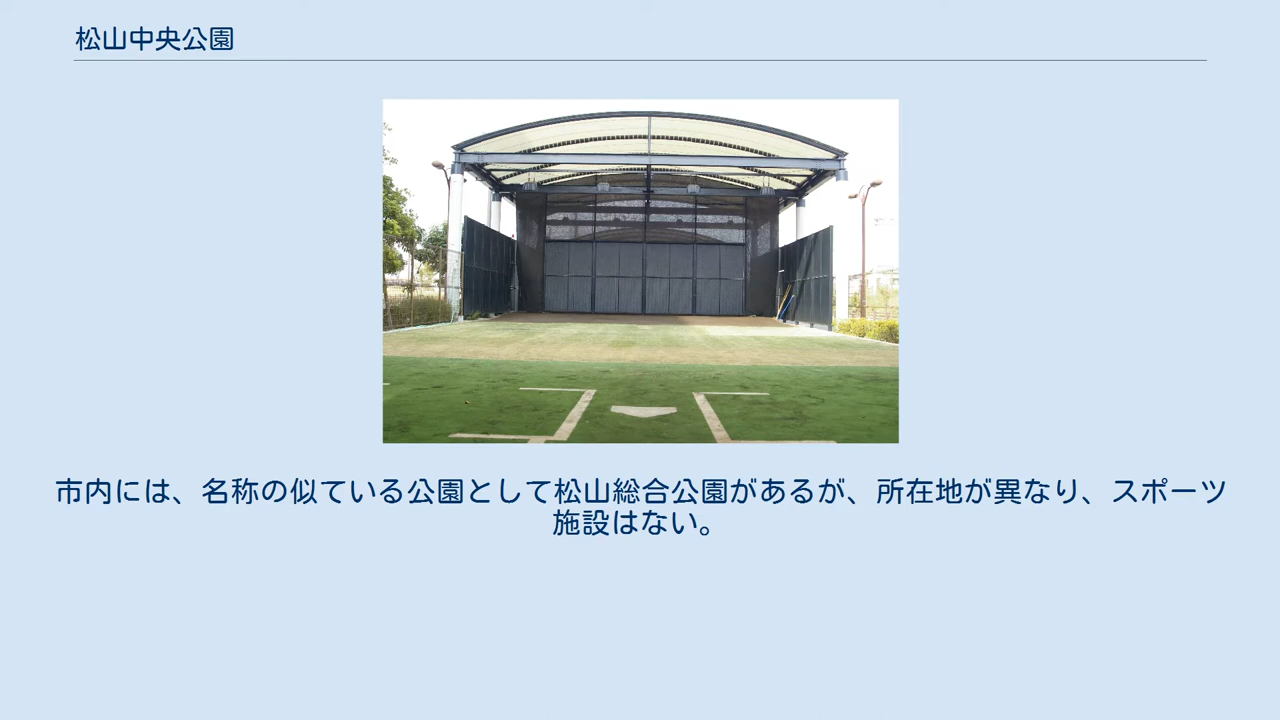 松山中央公園
市内には、名称の似ている公園として松山総合公園があるが、所在地が異なり、スポーツ
施設はない。